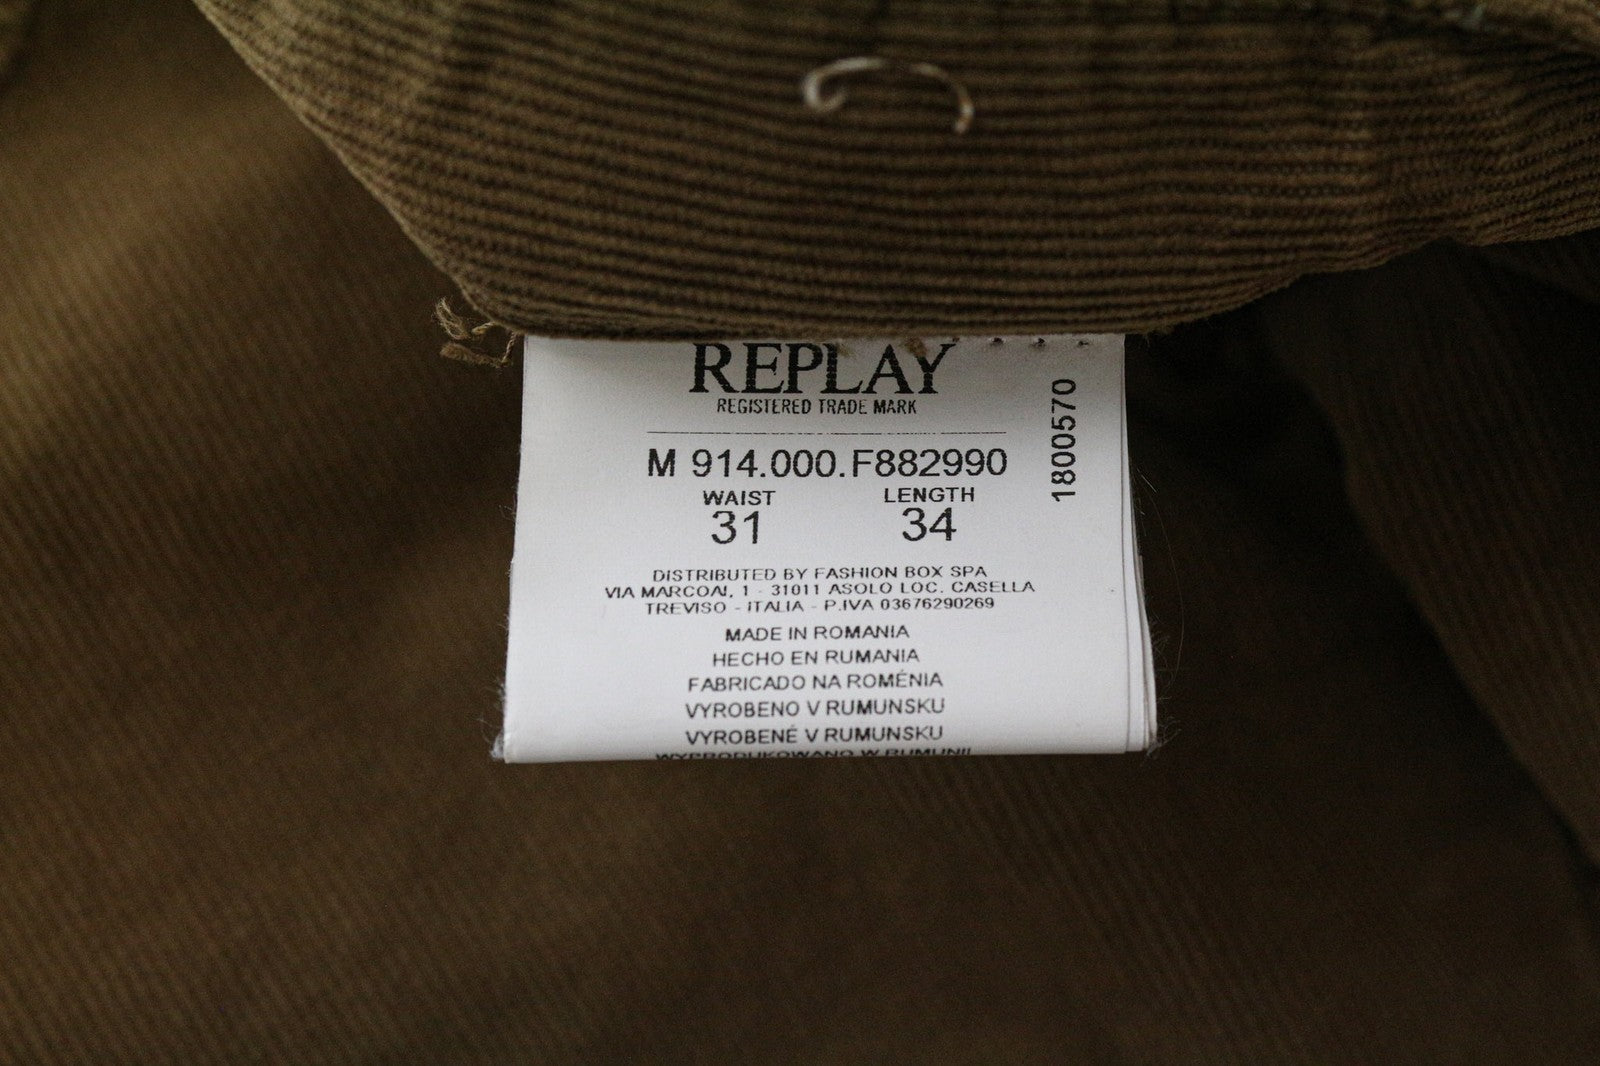 REPLAY
REGISTERED TRADE MARK
M 914.000.F882990
WAIST LENGTH
31 34
1800570
DISTRIBUTED BY FASHION BOX SPA
VIA MARCONI, 1 - 31011 ASOLO LOC. CASELLA
TREVISO - ITALIA - P.IVA 03676290269
MADE IN ROMANIA
HECHO EN RUMANIA
FABRICADO NA ROMÉNIA
VYROBENO V RUMUNSKU
VYROBENÉ V RUMUNSKU
WYPRODUKOWANO W RUMUNII